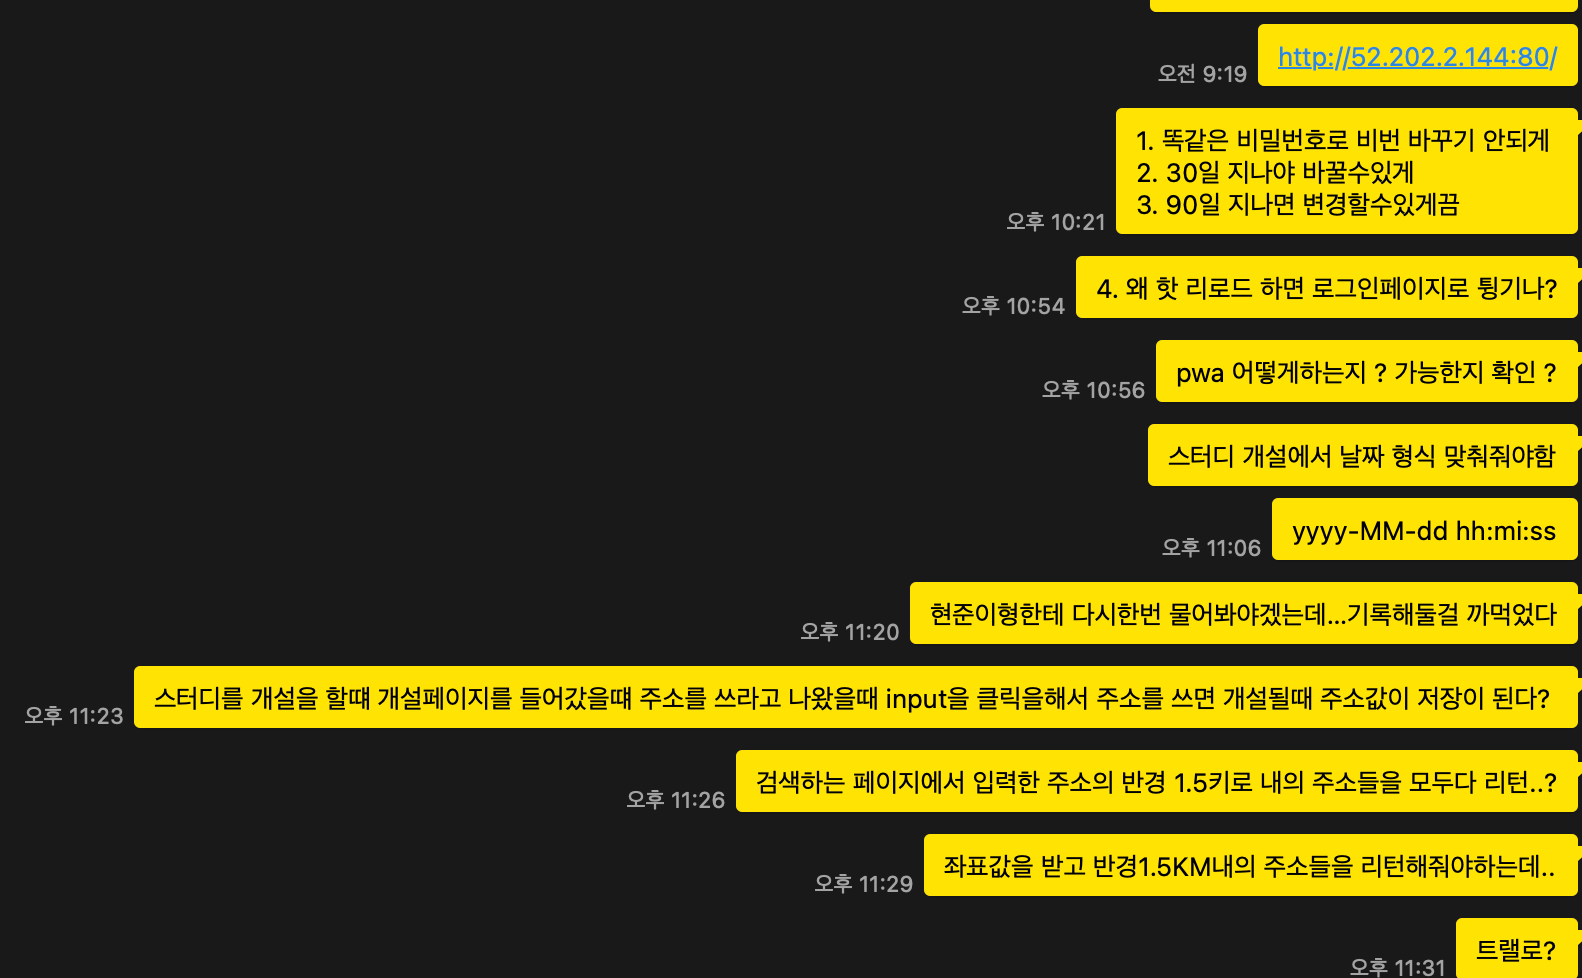 http://52.202.2.144:80/
오전 9:19
1. 똑같은 비밀번호로 비번 바꾸기 안되게
2. 30일 지나야 바꿀수있게
3. 90일 지나면 변경할수있게끔
오후 10:21
4. 왜 핫 리로드 하면 로그인페이지로 튕기나?
오후 10:54
pwa 어떻게하는지 ? 가능한지 확인 ?
오후 10:56
스터디 개설에서 날짜 형식 맞춰줘야함
yyyy-MM-dd hh:mi:ss
오후 11:06
현준이형한테 다시한번 물어봐야겠는데...기록해둘걸 까먹었다
오후 11:20
스터디를 개설을 할떄 개설페이지를 들어갔을떄 주소를 쓰라고 나왔을때 input을 클릭을해서 주소를 쓰면 개설될때 주소값이 저장이 된다?
오후 11:23
검색하는 페이지에서 입력한 주소의 반경 1.5키로 내의 주소들을 모두다 리턴..?
오후 11:26
좌표값을 받고 반경1.5KM내의 주소들을 리턴해줘야하는데..
오후 11:29
트랠로?
오후 11:31